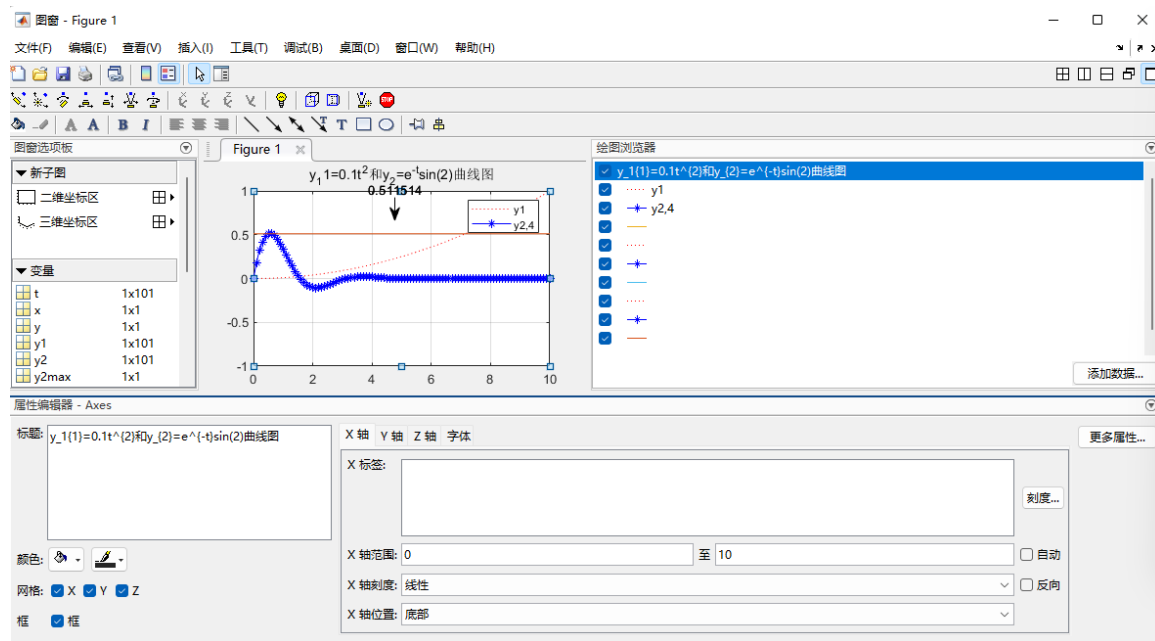 图窗 - Figure 1
文件(F) 编辑(E) 查看(V) 插入(I) 工具(T) 调试(B) 桌面(D) 窗口(W) 帮助(H)
图窗选项板
Figure 1
绘图浏览器
新子图
二维坐标区
三维坐标区
变量
t 1x101
x 1x1
y 1x1
y1 1x101
y2 1x101
y2max 1x1
y₁1=0.1t²和y₂=e⁻ᵗsin(2)曲线图
0.511514
y1
y2,4
1
0.5
0
-0.5
-1
0 2 4 6 8 10
y_1{1}=0.1t^{2}和y_{2}=e^{-t}sin(2)曲线图
y1
y2,4
添加数据...
属性编辑器 - Axes
标题:
y_1{1}=0.1t^{2}和y_{2}=e^{-t}sin(2)曲线图
颜色:
网格: X Y Z
框 框
X 轴 Y 轴 Z 轴 字体
X 标签:
刻度...
X 轴范围: 0 至 10 自动
X 轴刻度: 线性 反向
X 轴位置: 底部
更多属性...